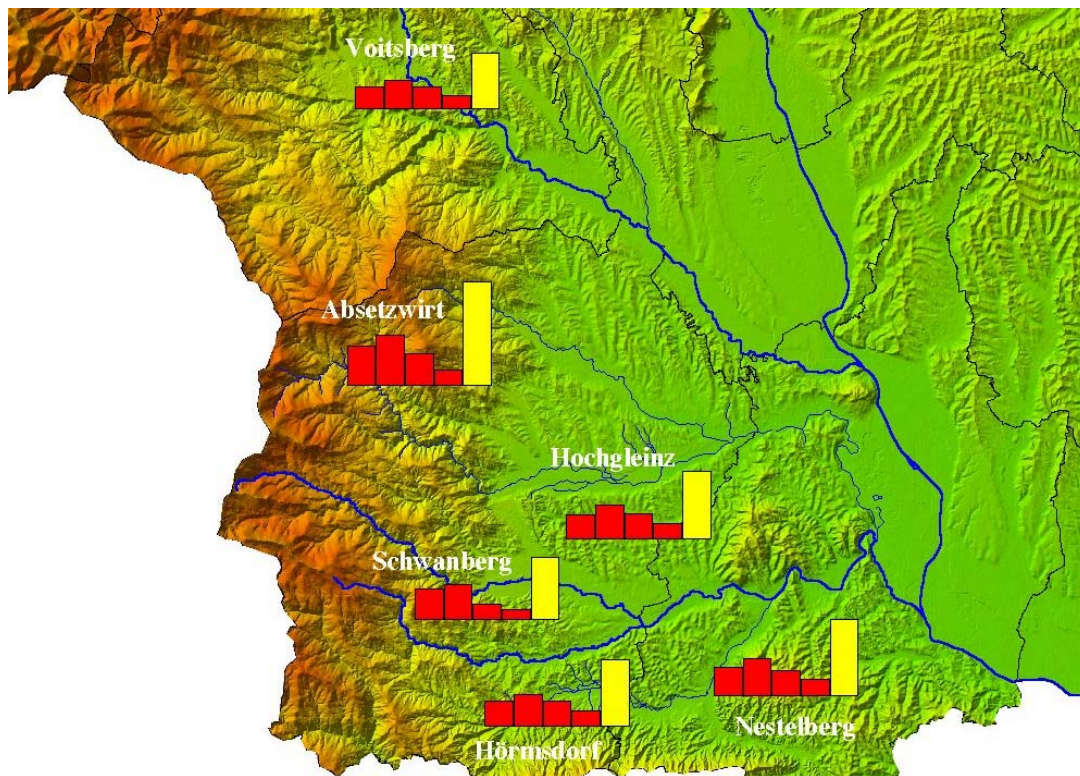 Voitsberg
Absetzwirt
Hochgleinz
Schwanberg
Nestelberg
Hörmsdorf